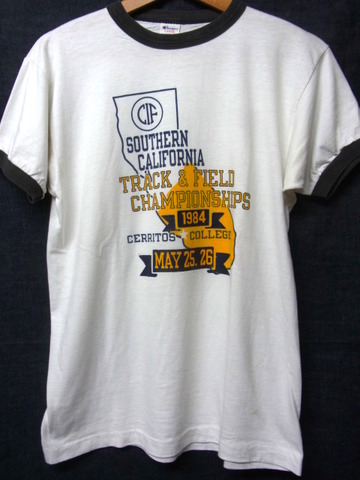 CIF
SOUTHERN
CALIFORNIA
TRACK & FIELD
CHAMPIONSHIPS
1984
CERRITOS COLLEGE
MAY 25, 26